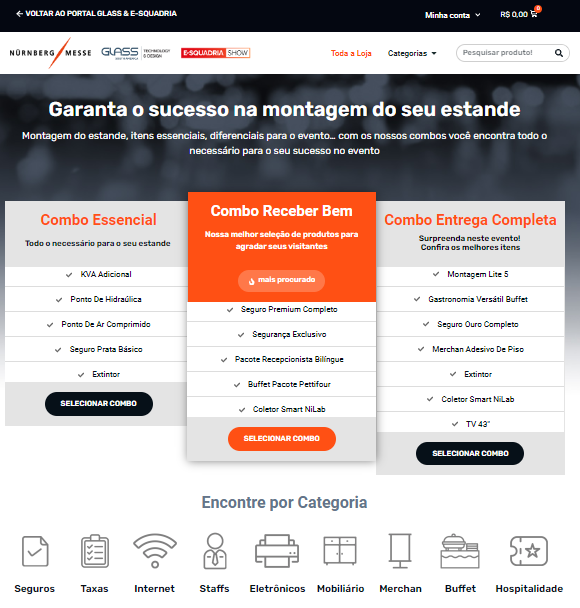 VOLTAR AO PORTAL GLASS & E-SQUADRIA
Minha conta
R$ 0,00
0
NÜRNBERG MESSE
GLASS
SOUTH AMERICA
TECHNOLOGY
& DESIGN
E-SQUADRIA SHOW
Toda a Loja
Categorias
Pesquisar produto!
Garanta o sucesso na montagem do seu estande
Montagem do estande, itens essenciais, diferenciais para o evento... com os nossos combos você encontra todo o
necessário para o seu sucesso no evento
Combo Essencial
Todo o necessário para o seu estande
KVA Adicional
Ponto De Hidraúlica
Ponto De Ar Comprimido
Seguro Prata Básico
Extintor
SELECIONAR COMBO
Combo Receber Bem
Nossa melhor seleção de produtos para
agradar seus visitantes
mais procurado
Seguro Premium Completo
Segurança Exclusivo
Pacote Recepcionista Bilíngue
Buffet Pacote Pettifour
Coletor Smart NiLab
SELECIONAR COMBO
Combo Entrega Completa
Surpreenda neste evento!
Confira os melhores itens
Montagem Lite 5
Gastronomia Versátil Buffet
Seguro Ouro Completo
Merchan Adesivo De Piso
Extintor
Coletor Smart NiLab
TV 43"
SELECIONAR COMBO
Encontre por Categoria
Seguros
Taxas
Internet
Staffs
Eletrônicos
Mobiliário
Merchan
Buffet
Hospitalidade